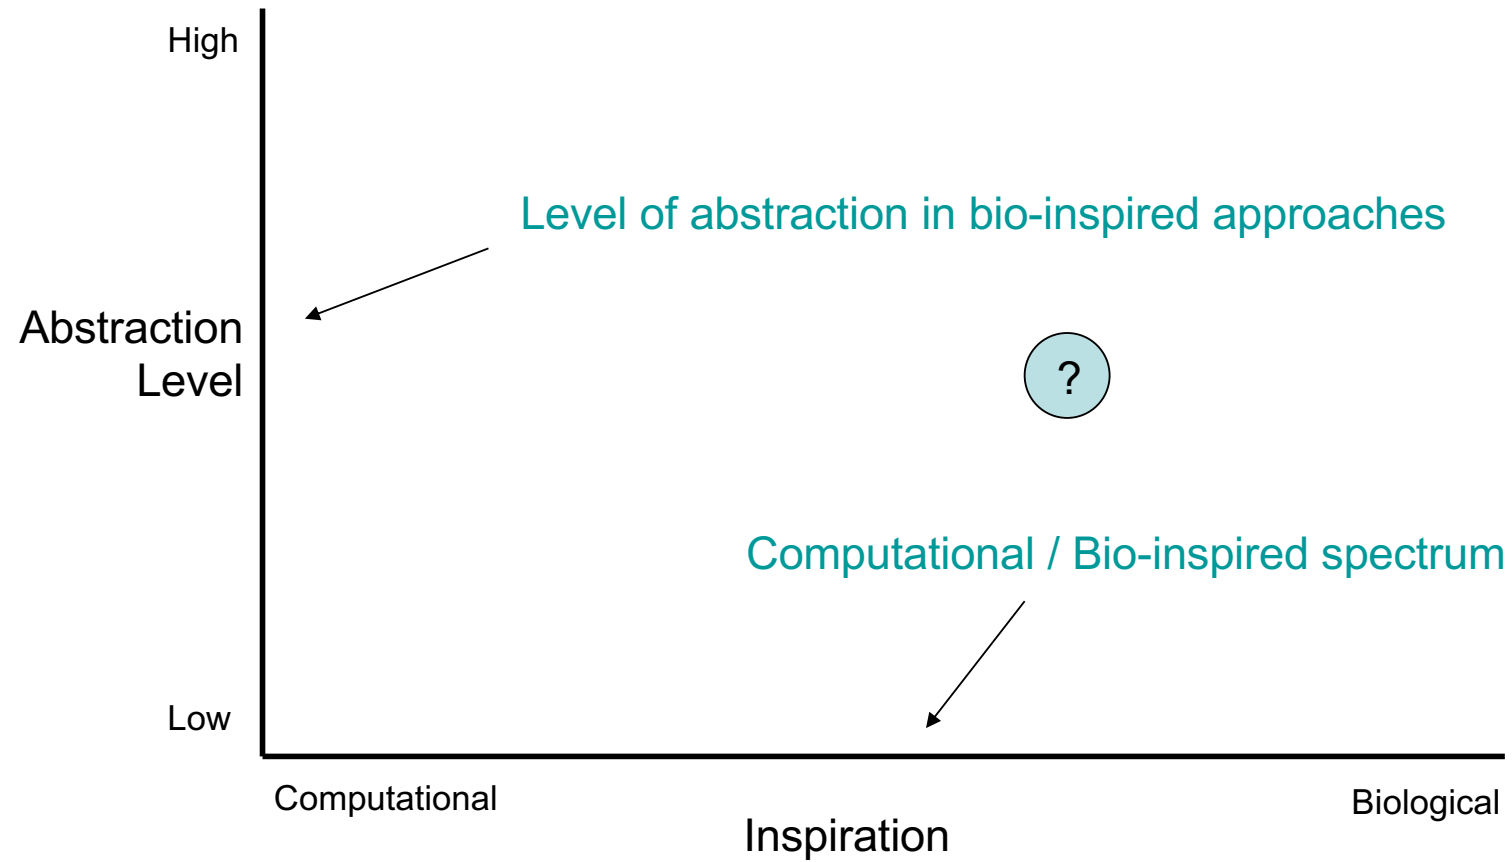 High
Level of abstraction in bio-inspired approaches
Abstraction
Level
?
Computational / Bio-inspired spectrum
Low
Computational
Biological
Inspiration